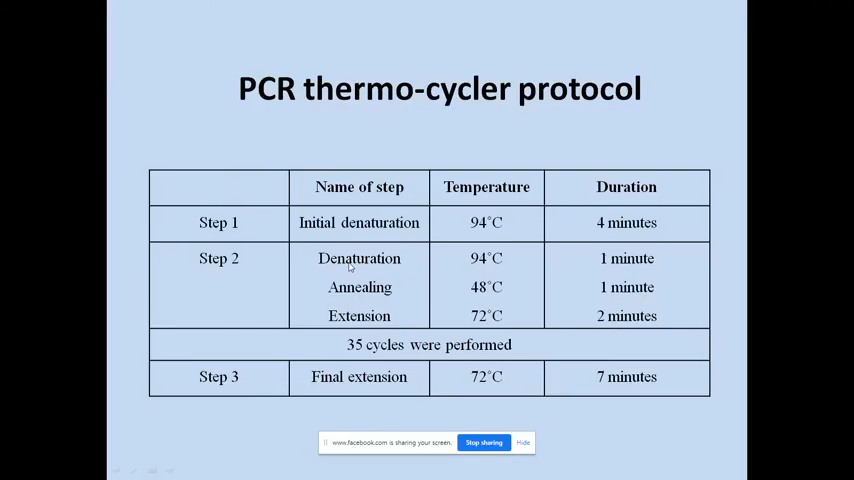 PCR thermo-cycler protocol
Name of step Temperature Duration
Step 1 Initial denaturation 94˚C 4 minutes
Step 2 Denaturation 94˚C 1 minute
Annealing 48˚C 1 minute
Extension 72˚C 2 minutes
35 cycles were performed
Step 3 Final extension 72˚C 7 minutes
www.facebook.com is sharing your screen. Stop sharing Hide